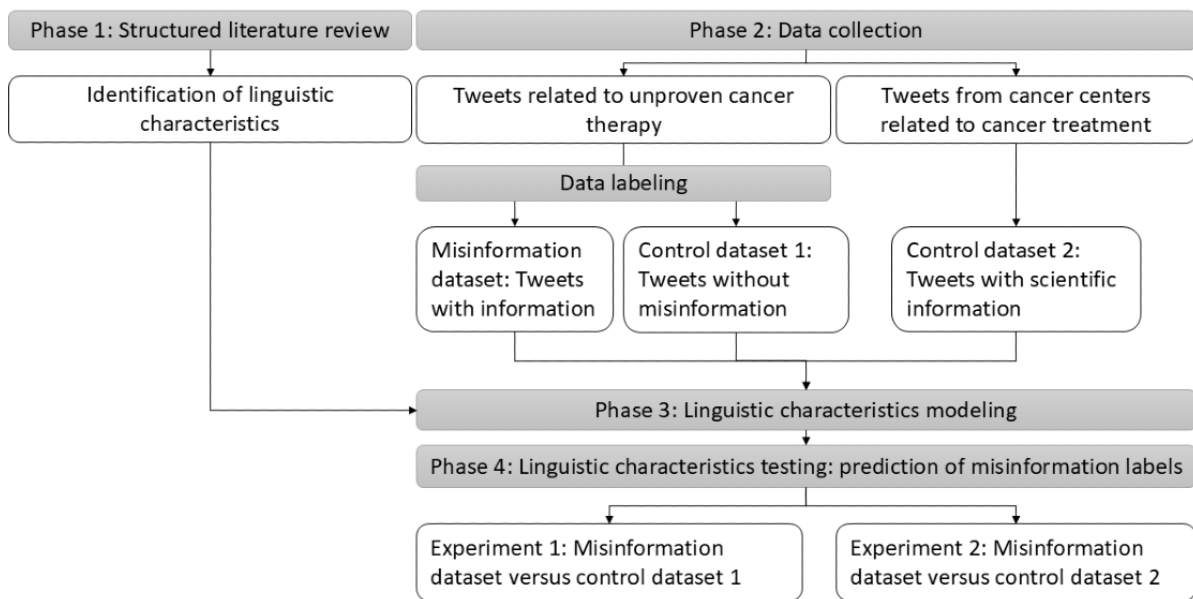 Phase 1: Structured literature review
Phase 2: Data collection
Identification of linguistic
characteristics
Tweets related to unproven cancer
therapy
Tweets from cancer centers
related to cancer treatment
Data labeling
Misinformation
dataset: Tweets
with information
Control dataset 1:
Tweets without
misinformation
Control dataset 2:
Tweets with scientific
information
Phase 3: Linguistic characteristics modeling
Phase 4: Linguistic characteristics testing: prediction of misinformation labels
Experiment 1: Misinformation
dataset versus control dataset 1
Experiment 2: Misinformation
dataset versus control dataset 2